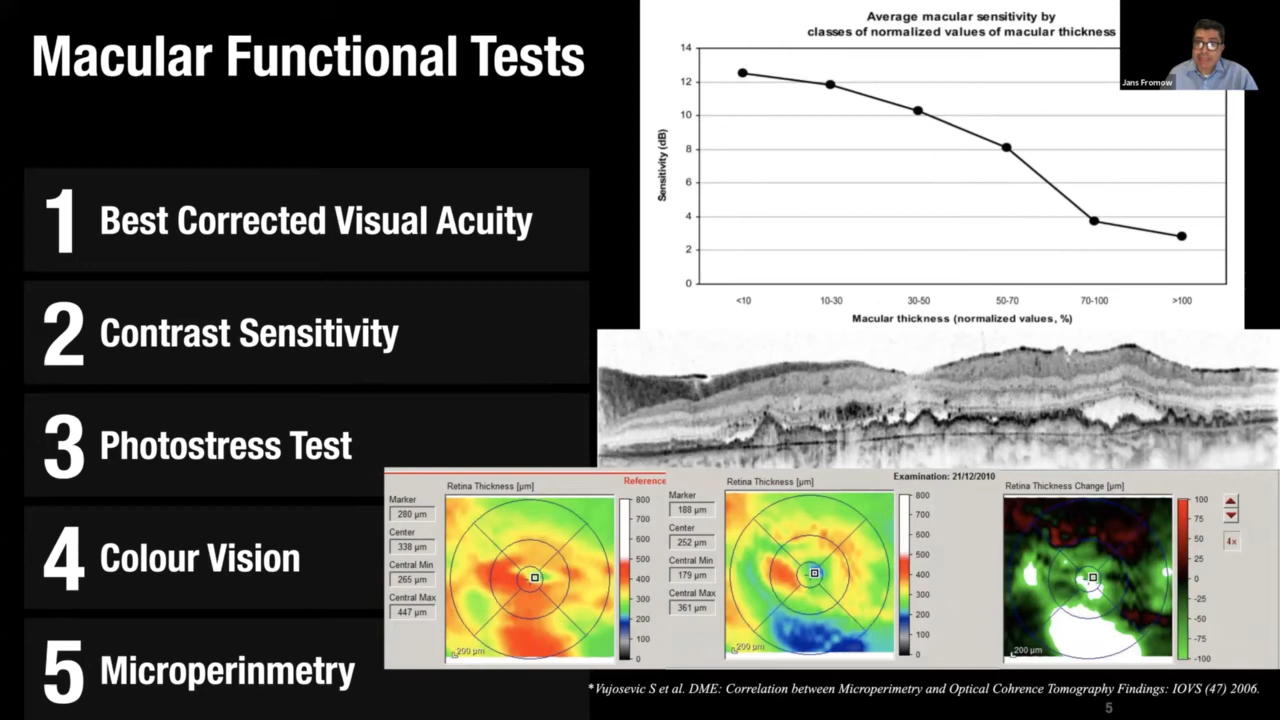 Macular Functional Tests
1 Best Corrected Visual Acuity
2 Contrast Sensitivity
3 Photostress Test
4 Colour Vision
5 Microperinmetry
Average macular sensitivity by
classes of normalized values of macular thickness
Sensitivity (dB)
14
12
10
8
6
4
2
0
<10 10-30 30-50 50-70 70-100 >100
Macular thickness (normalized values, %)
Jans Fromow
Retina Thickness [µm]
Reference
Marker
280 µm
Center
338 µm
Central Min
265 µm
Central Max
447 µm
200 µm
800
700
600
500
400
300
200
100
0
Retina Thickness [µm]
Examination: 21/12/2010
Marker
188 µm
Center
252 µm
Central Min
179 µm
Central Max
361 µm
200 µm
800
700
600
500
400
300
200
100
0
Retina Thickness Change [µm]
200 µm
100
75
50
25
0
-25
-50
-75
-100
4x
*Vujosevic S et al. DME: Correlation between Microperimetry and Optical Cohrence Tomography Findings: IOVS (47) 2006.
5